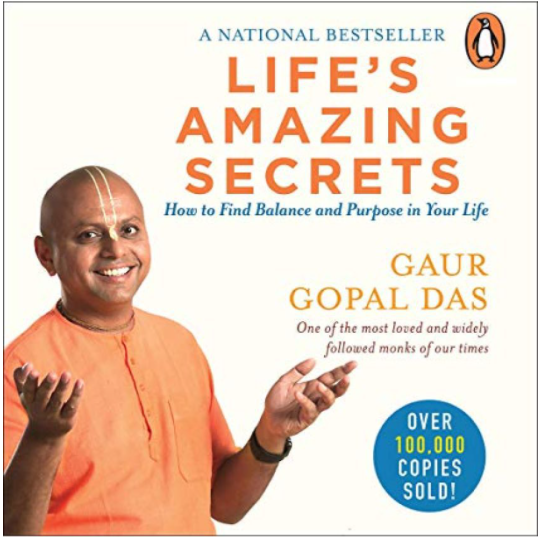 A NATIONAL BESTSELLER
LIFE'S
AMAZING
SECRETS
How to Find Balance and Purpose in Your Life
GAUR
GOPAL DAS
One of the most loved and widely
followed monks of our times
OVER
100,000
COPIES
SOLD!